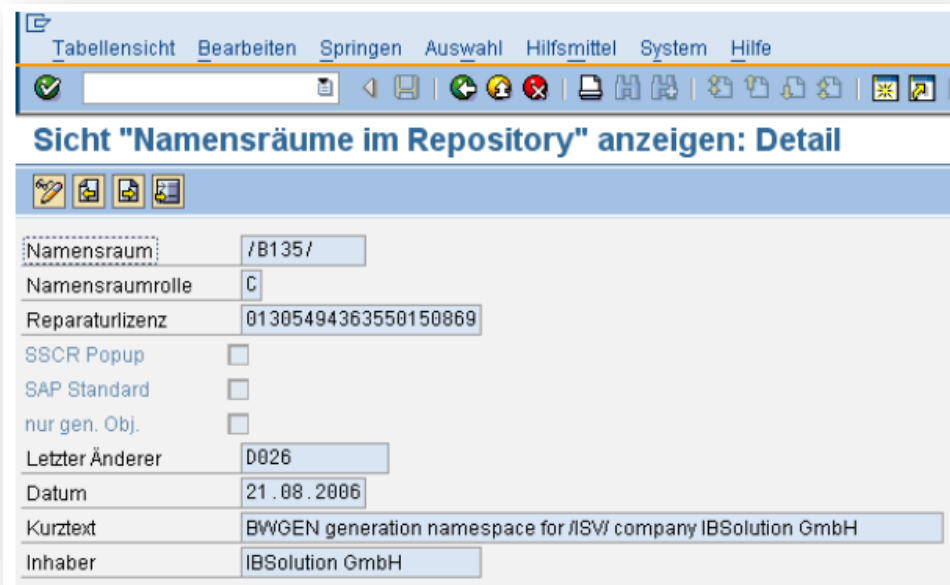 Tabellensicht Bearbeiten Springen Auswahl Hilfsmittel System Hilfe
Sicht "Namensräume im Repository" anzeigen: Detail
Namensraum /B135/
Namensraumrolle C
Reparaturlizenz 01305494363550150869
SSCR Popup
SAP Standard
nur gen. Obj.
Letzter Änderer D026
Datum 21.08.2006
Kurztext BWGEN generation namespace for /ISV/ company IBSolution GmbH
Inhaber IBSolution GmbH